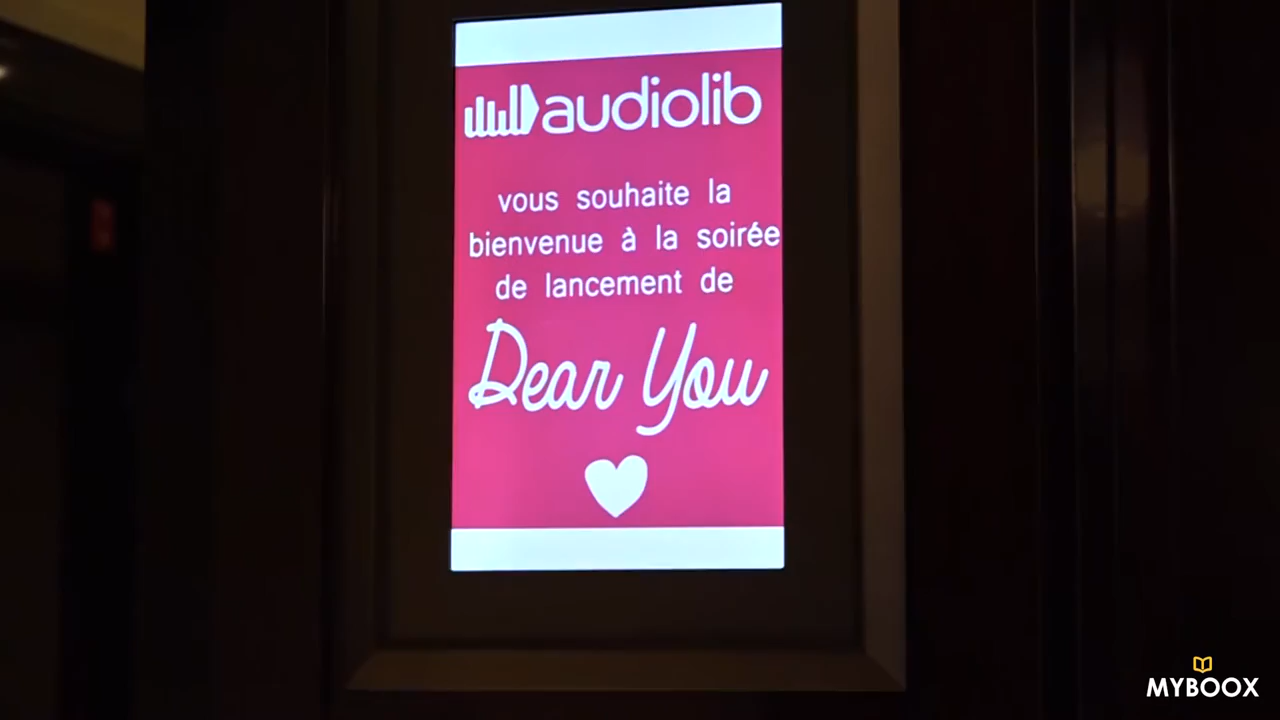 audiolib
vous souhaite la
bienvenue à la soirée
de lancement de
Dear You
MYBOOX